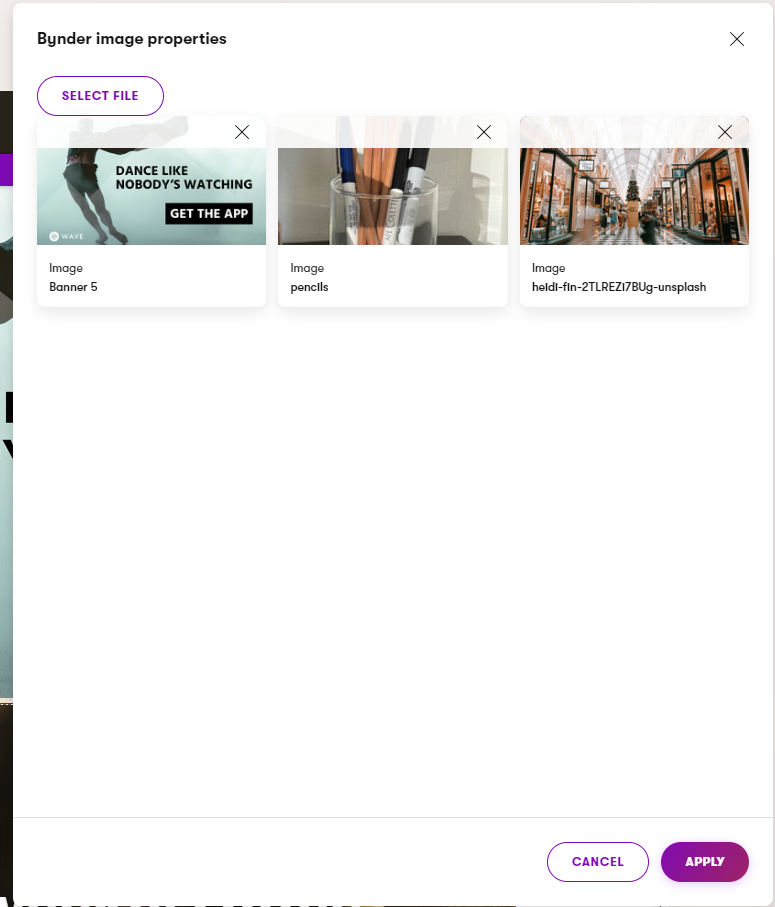 Bynder image properties
SELECT FILE
DANCE LIKE
NOBODY'S WATCHING
GET THE APP
WAVE
Image
Banner 5
Image
pencils
Image
heidi-fin-2TLREZi7BUg-unsplash
CANCEL
APPLY